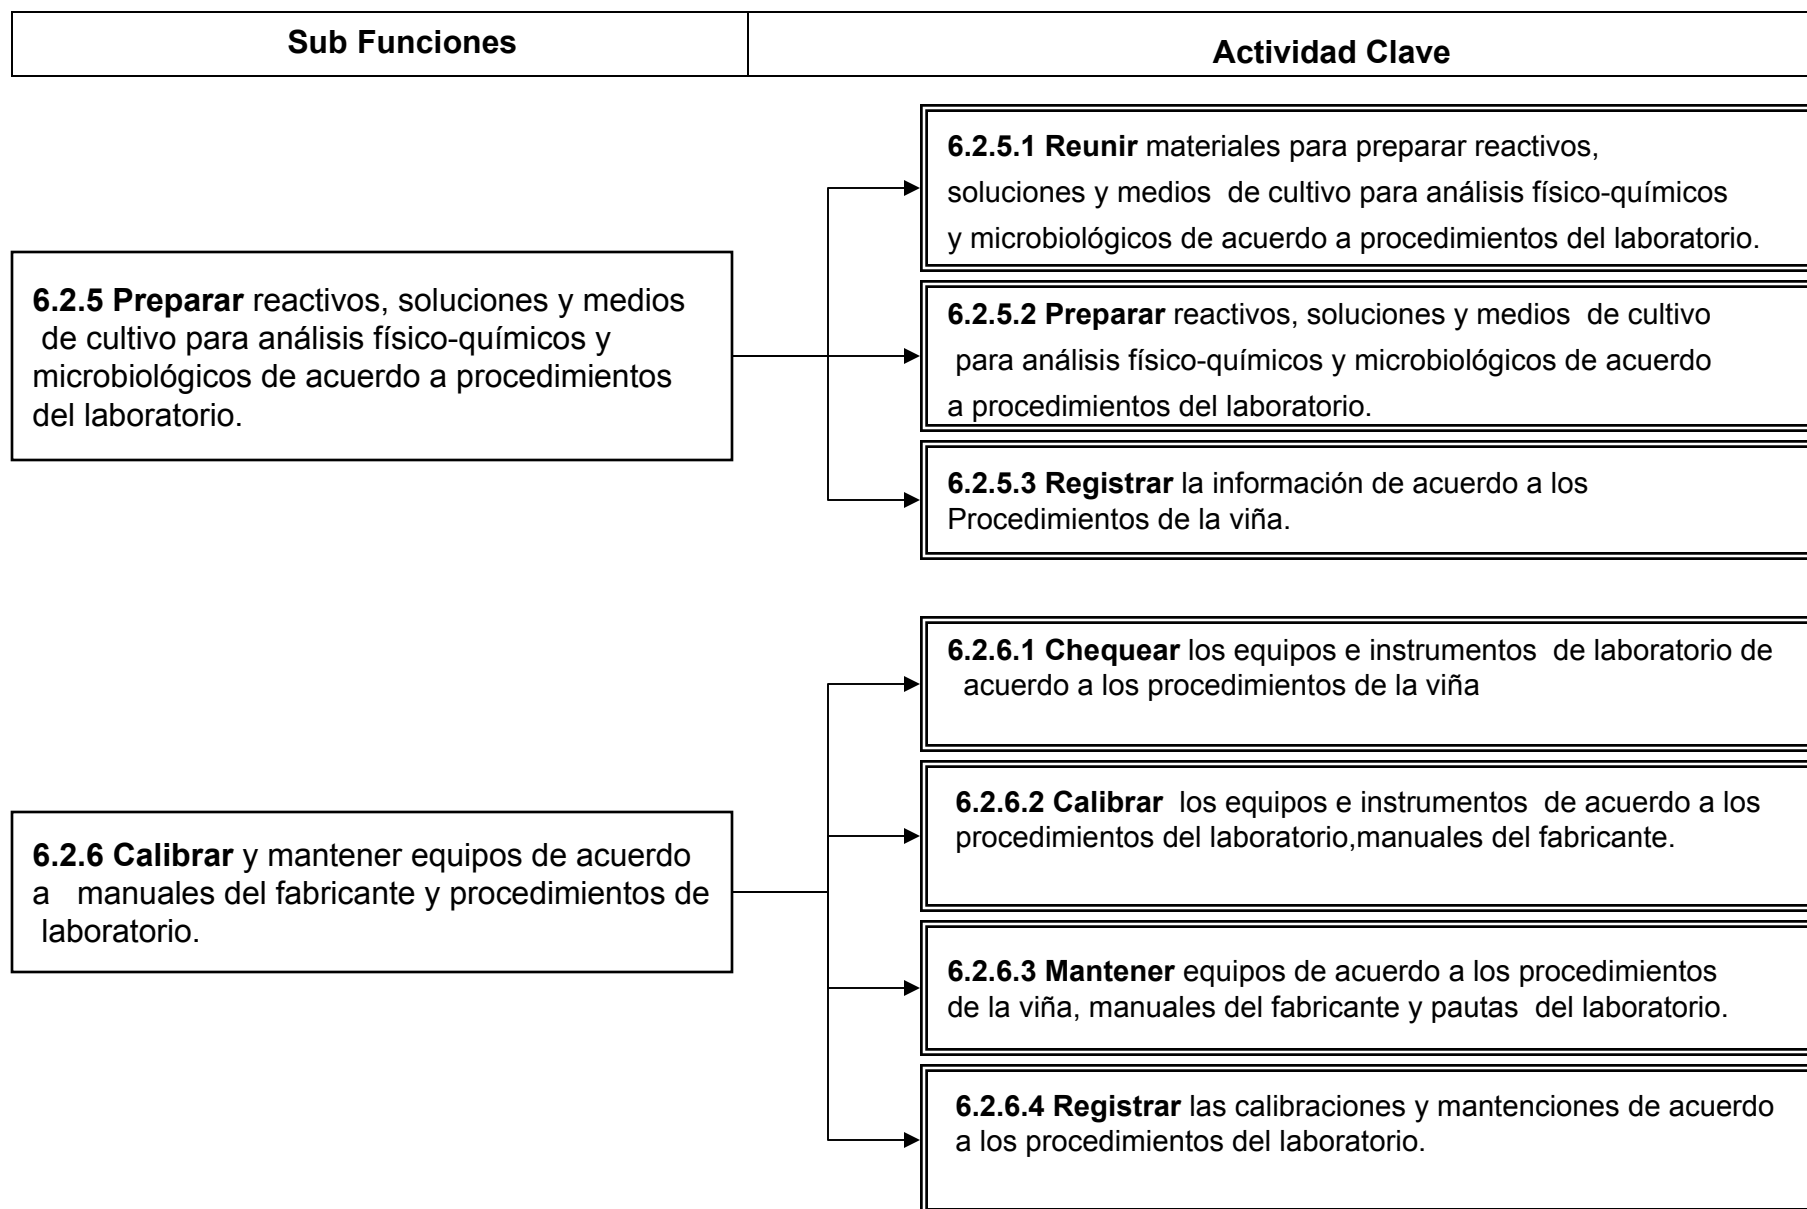 Sub Funciones
Actividad Clave
6.2.5 Preparar reactivos, soluciones y medios
de cultivo para análisis físico-químicos y
microbiológicos de acuerdo a procedimientos
del laboratorio.
6.2.5.1 Reunir materiales para preparar reactivos,
soluciones y medios de cultivo para análisis físico-químicos
y microbiológicos de acuerdo a procedimientos del laboratorio.
6.2.5.2 Preparar reactivos, soluciones y medios de cultivo
para análisis físico-químicos y microbiológicos de acuerdo
a procedimientos del laboratorio.
6.2.5.3 Registrar la información de acuerdo a los
Procedimientos de la viña.
6.2.6 Calibrar y mantener equipos de acuerdo
a manuales del fabricante y procedimientos de
laboratorio.
6.2.6.1 Chequear los equipos e instrumentos de laboratorio de
acuerdo a los procedimientos de la viña
6.2.6.2 Calibrar los equipos e instrumentos de acuerdo a los
procedimientos del laboratorio,manuales del fabricante.
6.2.6.3 Mantener equipos de acuerdo a los procedimientos
de la viña, manuales del fabricante y pautas del laboratorio.
6.2.6.4 Registrar las calibraciones y mantenciones de acuerdo
a los procedimientos del laboratorio.